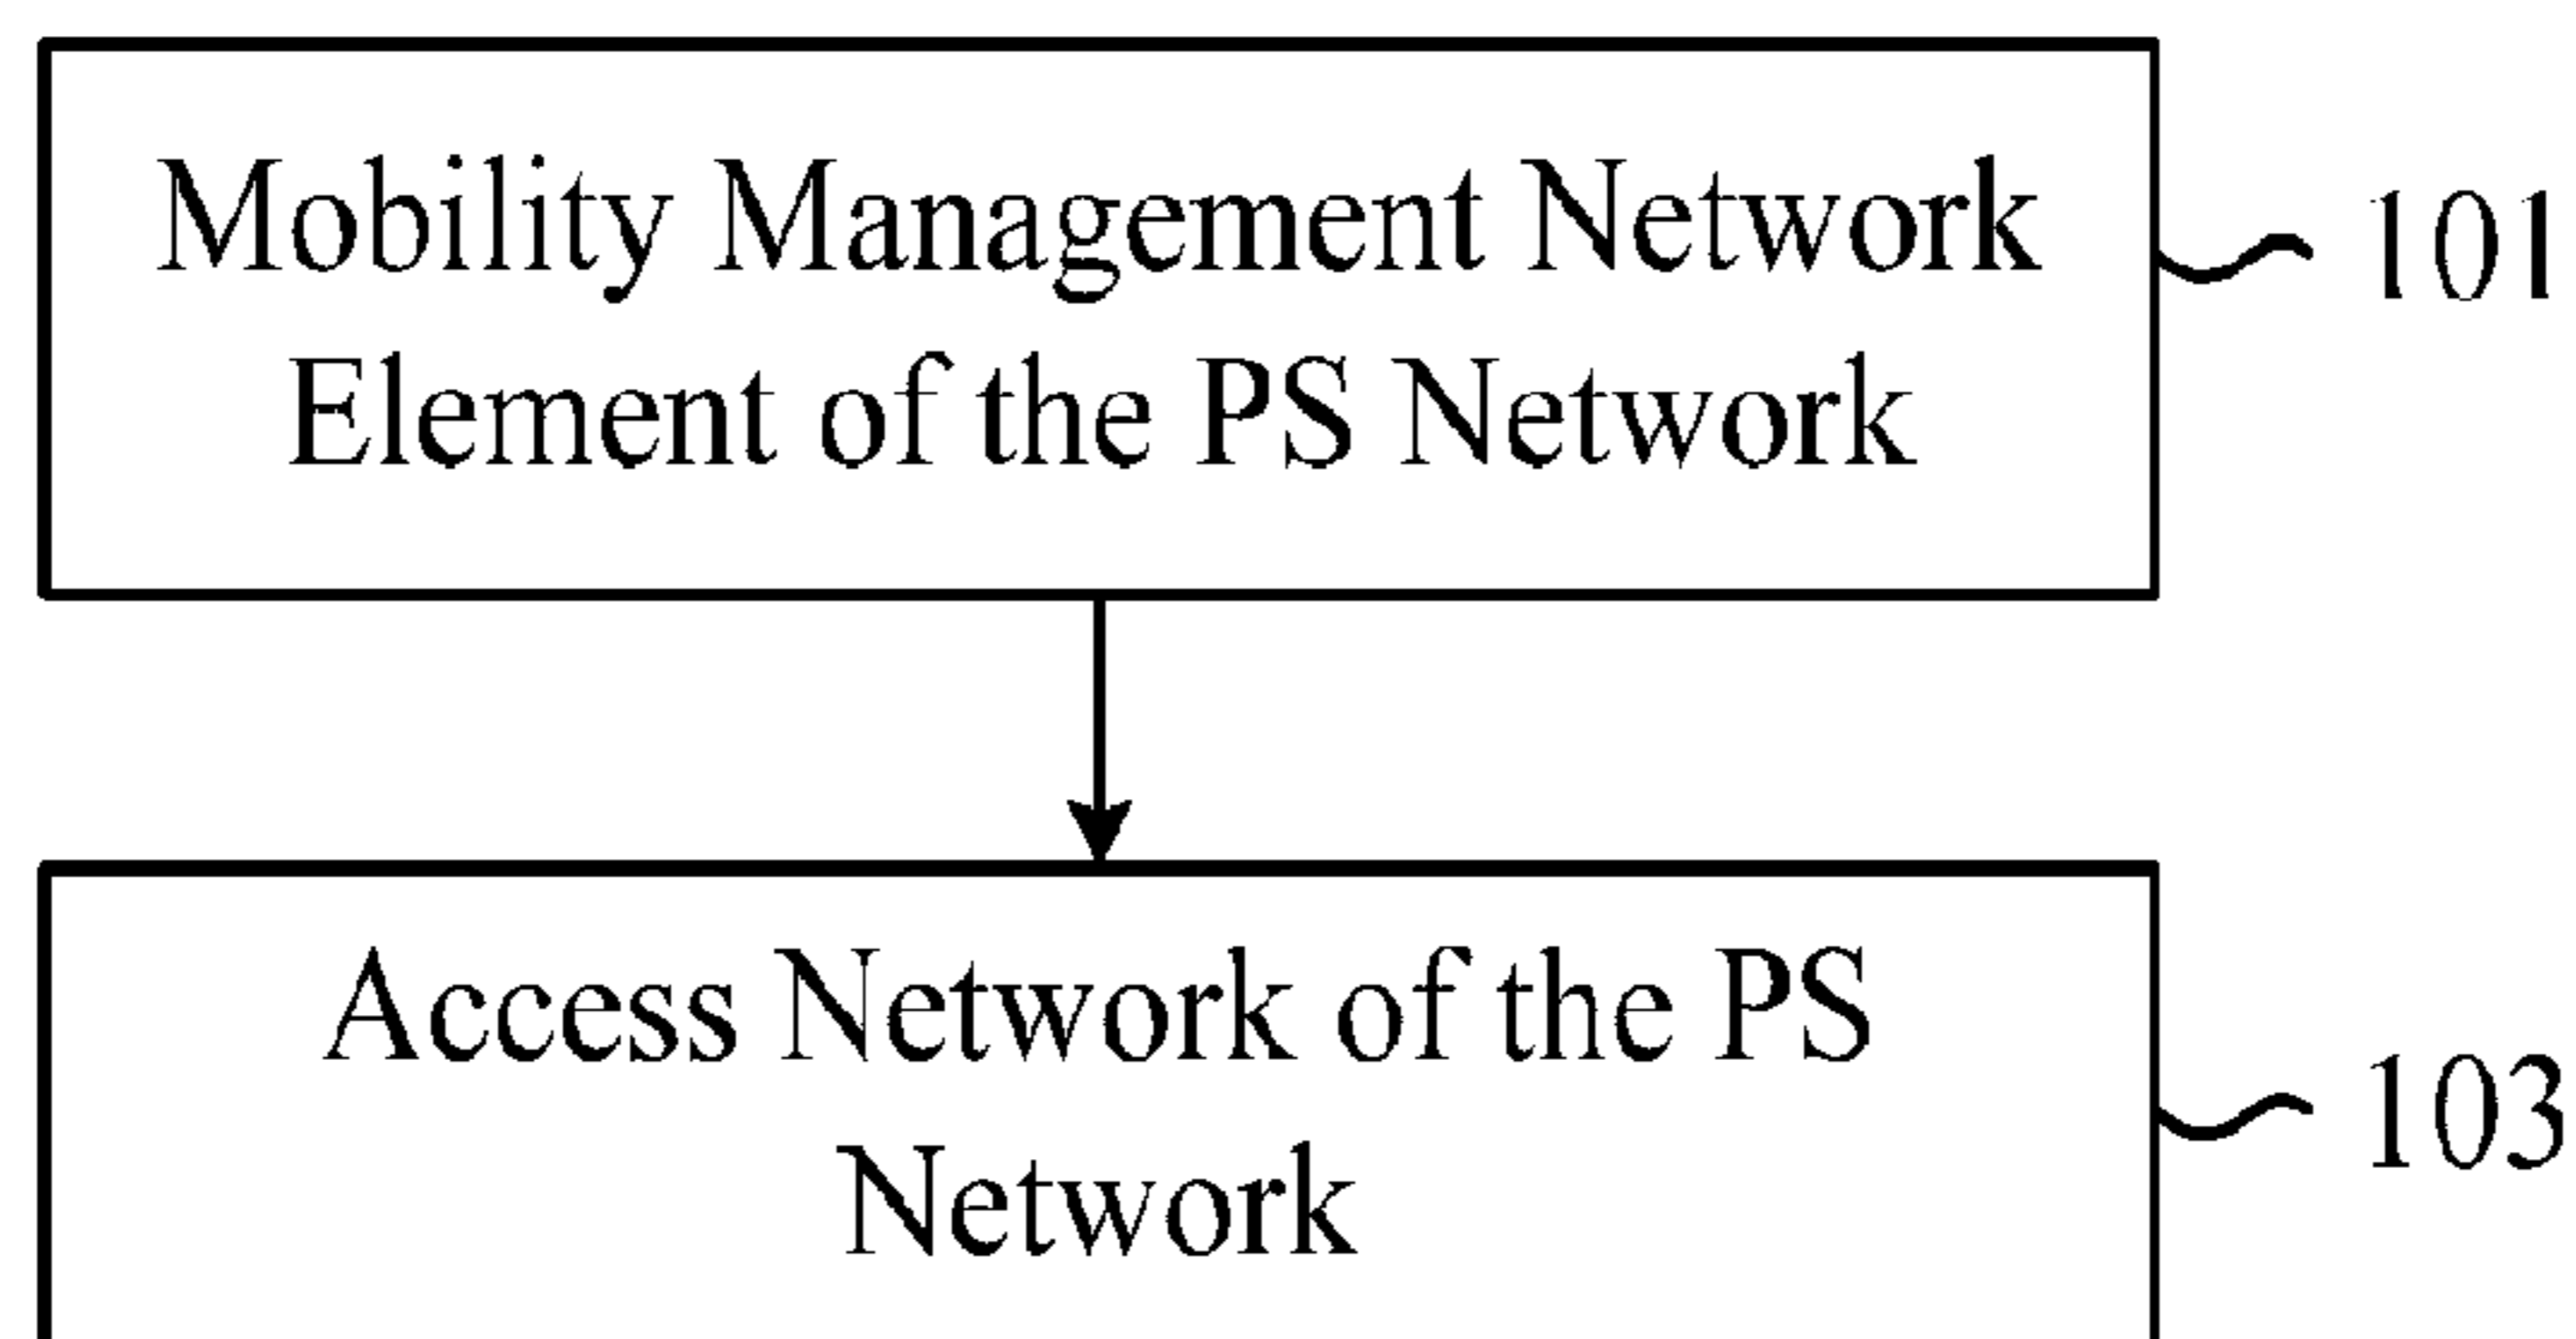 Mobility Management Network
Element of the PS Network
101
Access Network of the PS
Network
103